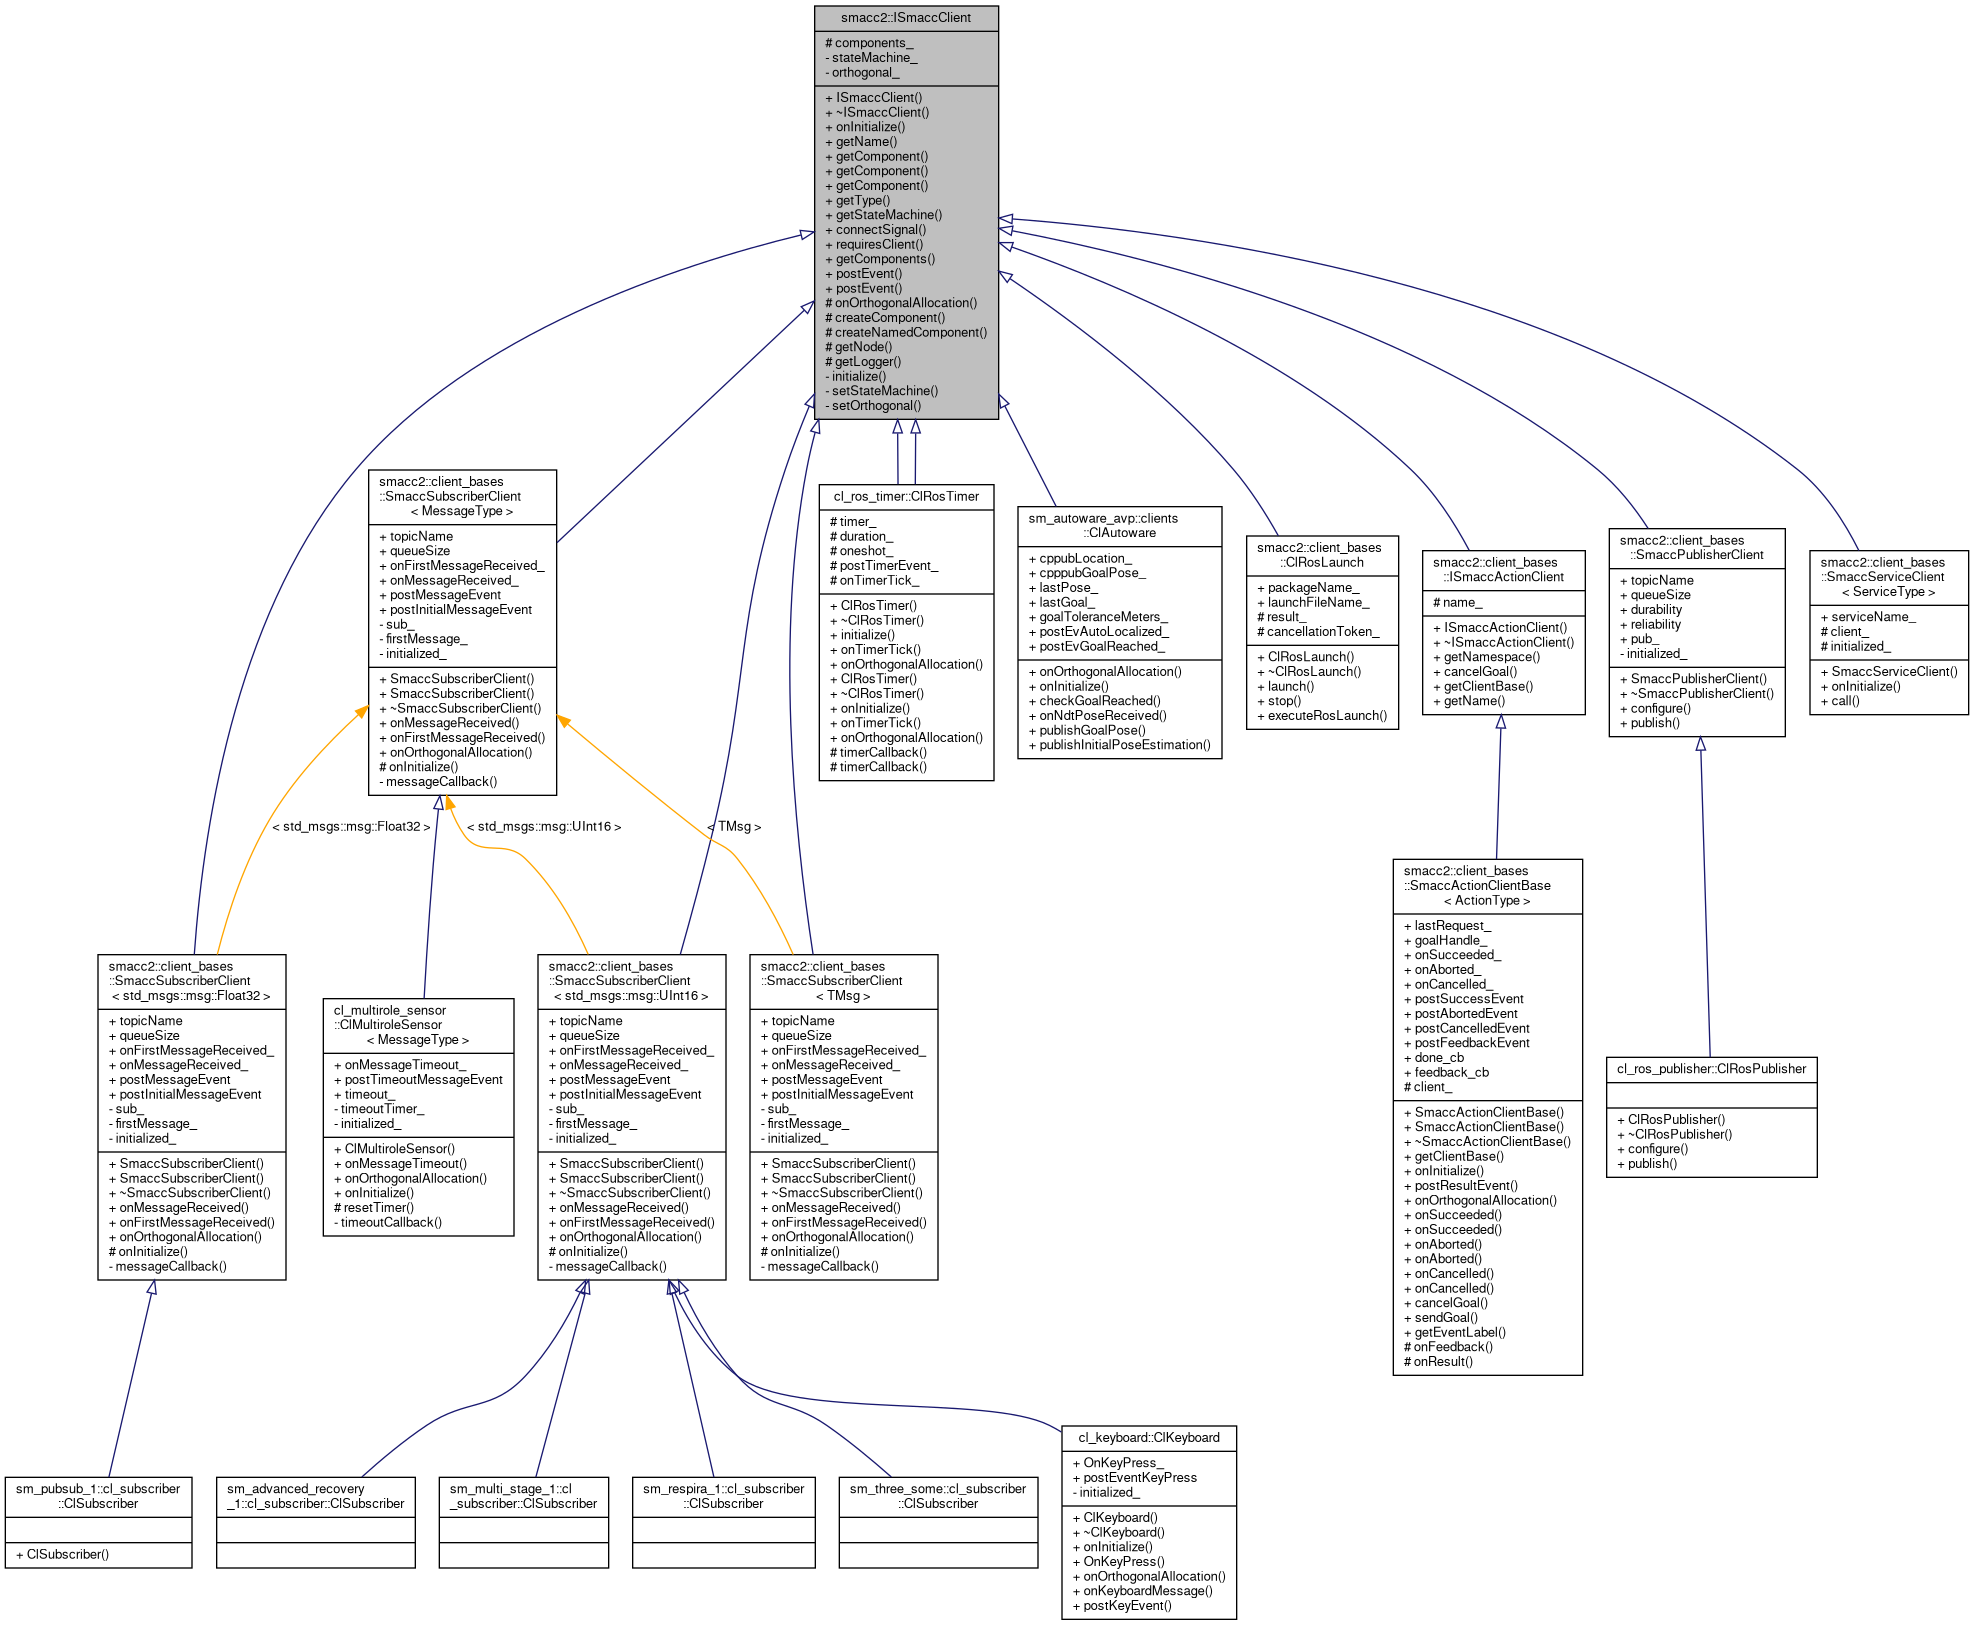 smacc2::ISmaccClient
# components_
- stateMachine_
- orthogonal_
+ ISmaccClient()
+ ~ISmaccClient()
+ onInitialize()
+ getName()
+ getComponent()
+ getComponent()
+ getComponent()
+ getType()
+ getStateMachine()
+ connectSignal()
+ requiresClient()
+ getComponents()
+ postEvent()
+ postEvent()
# onOrthogonalAllocation()
# createComponent()
# createNamedComponent()
# getNode()
# getLogger()
- initialize()
- setStateMachine()
- setOrthogonal()
smacc2::client_bases
::SmaccSubscriberClient
< MessageType >
+ topicName
+ queueSize
+ onFirstMessageReceived_
+ onMessageReceived_
+ postMessageEvent
+ postInitialMessageEvent
- sub_
- firstMessage_
- initialized_
+ SmaccSubscriberClient()
+ SmaccSubscriberClient()
+ ~SmaccSubscriberClient()
+ onMessageReceived()
+ onFirstMessageReceived()
+ onOrthogonalAllocation()
# onInitialize()
- messageCallback()
cl_ros_timer::ClRosTimer
# timer_
# duration_
# oneshot_
# postTimerEvent_
# onTimerTick_
+ ClRosTimer()
+ ~ClRosTimer()
+ initialize()
+ onTimerTick()
+ onOrthogonalAllocation()
+ ClRosTimer()
+ ~ClRosTimer()
+ onInitialize()
+ onTimerTick()
+ onOrthogonalAllocation()
# timerCallback()
# timerCallback()
sm_autoware_avp::clients
::ClAutoware
+ cppubLocation_
+ cpppubGoalPose_
+ lastPose_
+ lastGoal_
+ goalToleranceMeters_
+ postEvAutoLocalized_
+ postEvGoalReached_
+ onOrthogonalAllocation()
+ onInitialize()
+ checkGoalReached()
+ onNdtPoseReceived()
+ publishGoalPose()
+ publishInitialPoseEstimation()
smacc2::client_bases
::ClRosLaunch
+ packageName_
+ launchFileName_
# result_
# cancellationToken_
+ ClRosLaunch()
+ ~ClRosLaunch()
+ launch()
+ stop()
+ executeRosLaunch()
smacc2::client_bases
::ISmaccActionClient
# name_
+ ISmaccActionClient()
+ ~ISmaccActionClient()
+ getNamespace()
+ cancelGoal()
+ getClientBase()
+ getName()
smacc2::client_bases
::SmaccPublisherClient
+ topicName
+ queueSize
+ durability
+ reliability
+ pub_
- initialized_
+ SmaccPublisherClient()
+ ~SmaccPublisherClient()
+ configure()
+ publish()
smacc2::client_bases
::SmaccServiceClient
< ServiceType >
+ serviceName_
# client_
# initialized_
+ SmaccServiceClient()
+ onInitialize()
+ call()
< std_msgs::msg::Float32 >
< std_msgs::msg::UInt16 >
< TMsg >
smacc2::client_bases
::SmaccSubscriberClient
< std_msgs::msg::Float32 >
+ topicName
+ queueSize
+ onFirstMessageReceived_
+ onMessageReceived_
+ postMessageEvent
+ postInitialMessageEvent
- sub_
- firstMessage_
- initialized_
+ SmaccSubscriberClient()
+ SmaccSubscriberClient()
+ ~SmaccSubscriberClient()
+ onMessageReceived()
+ onFirstMessageReceived()
+ onOrthogonalAllocation()
# onInitialize()
- messageCallback()
cl_multirole_sensor
::ClMultiroleSensor
< MessageType >
+ onMessageTimeout_
+ postTimeoutMessageEvent
+ timeout_
- timeoutTimer_
- initialized_
+ ClMultiroleSensor()
+ onMessageTimeout()
+ onOrthogonalAllocation()
+ onInitialize()
# resetTimer()
- timeoutCallback()
smacc2::client_bases
::SmaccSubscriberClient
< std_msgs::msg::UInt16 >
+ topicName
+ queueSize
+ onFirstMessageReceived_
+ onMessageReceived_
+ postMessageEvent
+ postInitialMessageEvent
- sub_
- firstMessage_
- initialized_
+ SmaccSubscriberClient()
+ SmaccSubscriberClient()
+ ~SmaccSubscriberClient()
+ onMessageReceived()
+ onFirstMessageReceived()
+ onOrthogonalAllocation()
# onInitialize()
- messageCallback()
smacc2::client_bases
::SmaccSubscriberClient
< TMsg >
+ topicName
+ queueSize
+ onFirstMessageReceived_
+ onMessageReceived_
+ postMessageEvent
+ postInitialMessageEvent
- sub_
- firstMessage_
- initialized_
+ SmaccSubscriberClient()
+ SmaccSubscriberClient()
+ ~SmaccSubscriberClient()
+ onMessageReceived()
+ onFirstMessageReceived()
+ onOrthogonalAllocation()
# onInitialize()
- messageCallback()
smacc2::client_bases
::SmaccActionClientBase
< ActionType >
+ lastRequest_
+ goalHandle_
+ onSucceeded_
+ onAborted_
+ onCancelled_
+ postSuccessEvent
+ postAbortedEvent
+ postCancelledEvent
+ postFeedbackEvent
+ done_cb
+ feedback_cb
# client_
+ SmaccActionClientBase()
+ SmaccActionClientBase()
+ ~SmaccActionClientBase()
+ getClientBase()
+ onInitialize()
+ postResultEvent()
+ onOrthogonalAllocation()
+ onSucceeded()
+ onSucceeded()
+ onAborted()
+ onAborted()
+ onCancelled()
+ onCancelled()
+ cancelGoal()
+ sendGoal()
+ getEventLabel()
# onFeedback()
# onResult()
cl_ros_publisher::ClRosPublisher
+ ClRosPublisher()
+ ~ClRosPublisher()
+ configure()
+ publish()
sm_pubsub_1::cl_subscriber
::ClSubscriber
+ ClSubscriber()
sm_advanced_recovery
_1::cl_subscriber::ClSubscriber
sm_multi_stage_1::cl
_subscriber::ClSubscriber
sm_respira_1::cl_subscriber
::ClSubscriber
sm_three_some::cl_subscriber
::ClSubscriber
cl_keyboard::ClKeyboard
+ OnKeyPress_
+ postEventKeyPress
- initialized_
+ ClKeyboard()
+ ~ClKeyboard()
+ onInitialize()
+ OnKeyPress()
+ onOrthogonalAllocation()
+ onKeyboardMessage()
+ postKeyEvent()